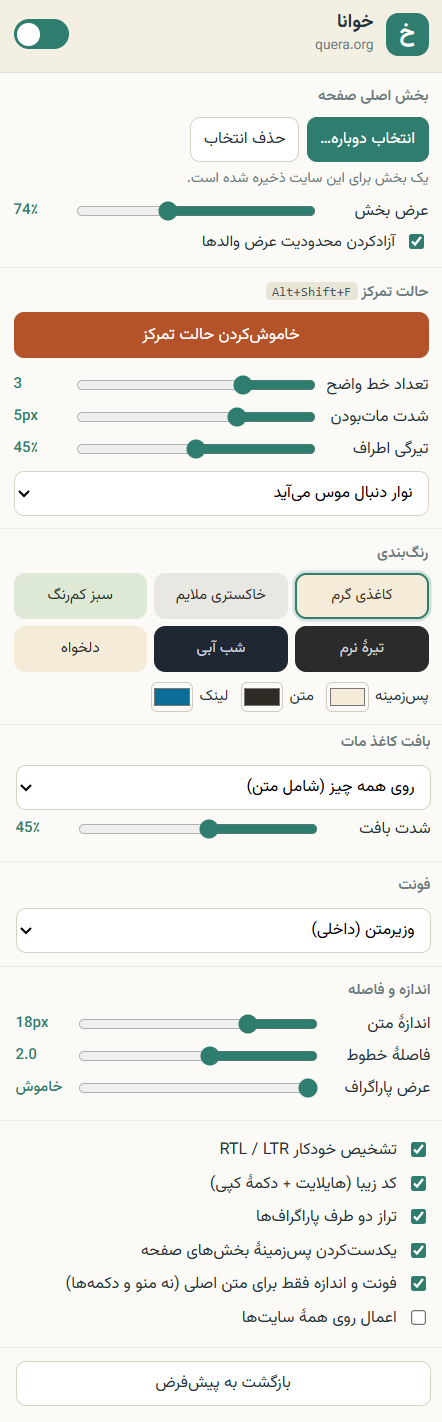 خ
خوانا
quera.org
بخش اصلی صفحه
انتخاب دوباره…
حذف انتخاب
یک بخش برای این سایت ذخیره شده است.
عرض بخش 74٪
آزادکردن محدودیت عرض والدها
حالت تمرکز Alt+Shift+F
خاموش‌کردن حالت تمرکز
تعداد خط واضح 3
شدت مات‌بودن 5px
تیرگی اطراف 45٪
نوار دنبال موس می‌آید
رنگ‌بندی
کاغذی گرم خاکستری ملایم سبز کم‌رنگ
تیرهٔ نرم شب آبی دلخواه
پس‌زمینه متن لینک
بافت کاغذ مات
روی همه چیز (شامل متن)
شدت بافت 45٪
فونت
وزیرمتن (داخلی)
اندازه و فاصله
اندازهٔ متن 18px
فاصلهٔ خطوط 2.0
عرض پاراگراف خاموش
تشخیص خودکار RTL / LTR
کد زیبا (هایلایت + دکمهٔ کپی)
تراز دو طرف پاراگراف‌ها
یکدست‌کردن پس‌زمینهٔ بخش‌های صفحه
فونت و اندازه فقط برای متن اصلی (نه منو و دکمه‌ها)
اعمال روی همهٔ سایت‌ها
بازگشت به پیش‌فرض